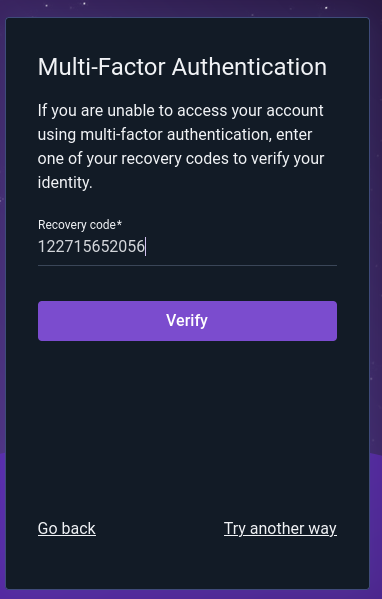 Multi-Factor Authentication
If you are unable to access your account
using multi-factor authentication, enter
one of your recovery codes to verify your
identity.
Recovery code*
122715652056
Verify
Go back
Try another way